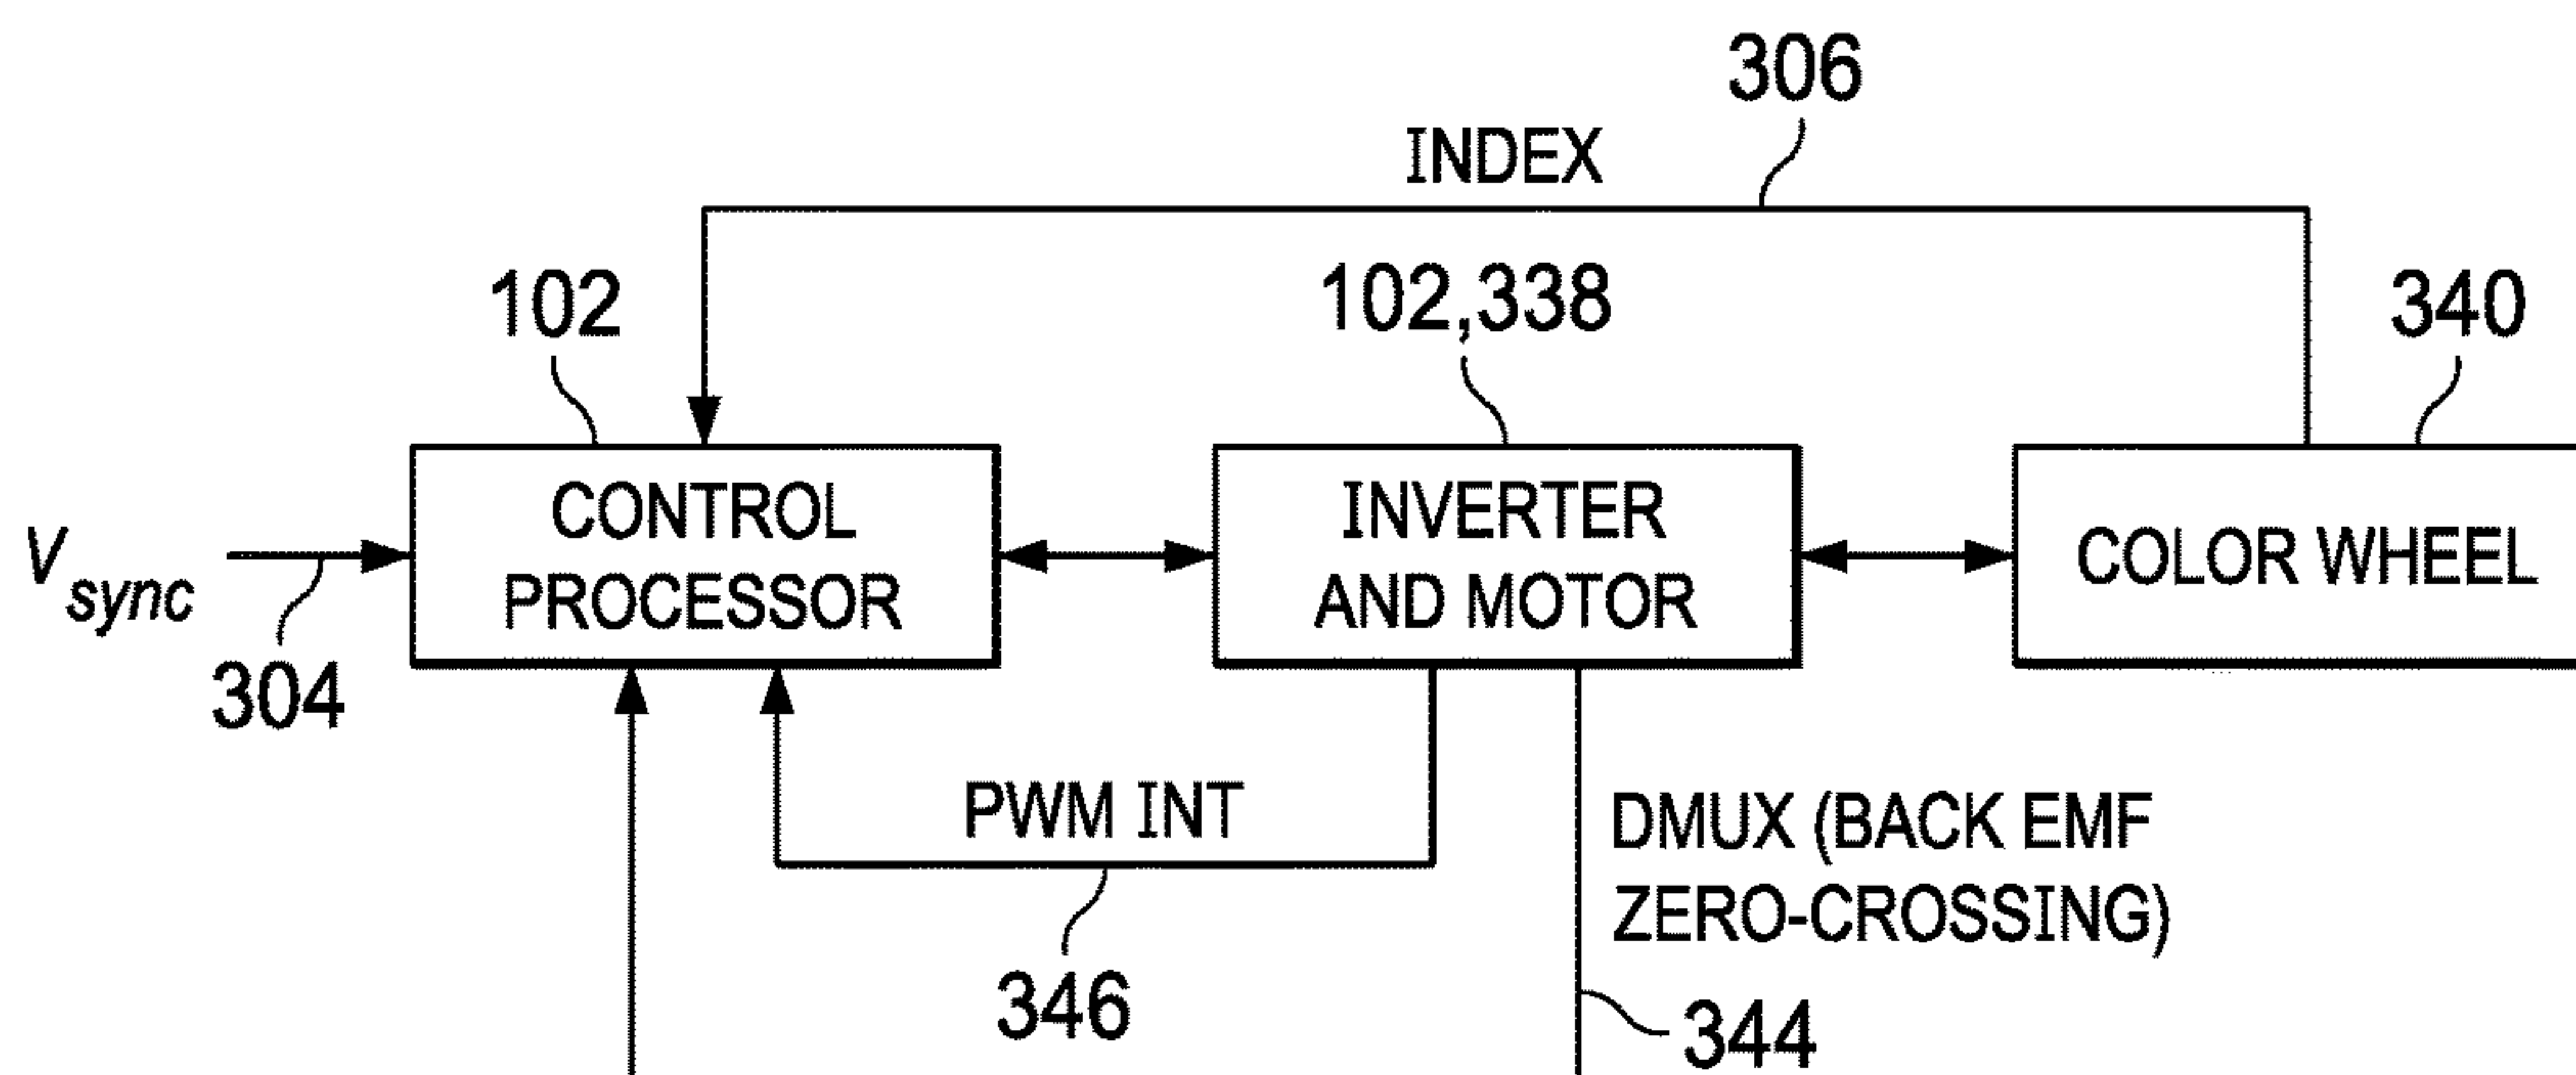 306
INDEX
102
102,338
340
CONTROL
PROCESSOR
INVERTER
AND MOTOR
COLOR WHEEL
Vsync
304
PWM INT
346
DMUX (BACK EMF
ZERO-CROSSING)
344